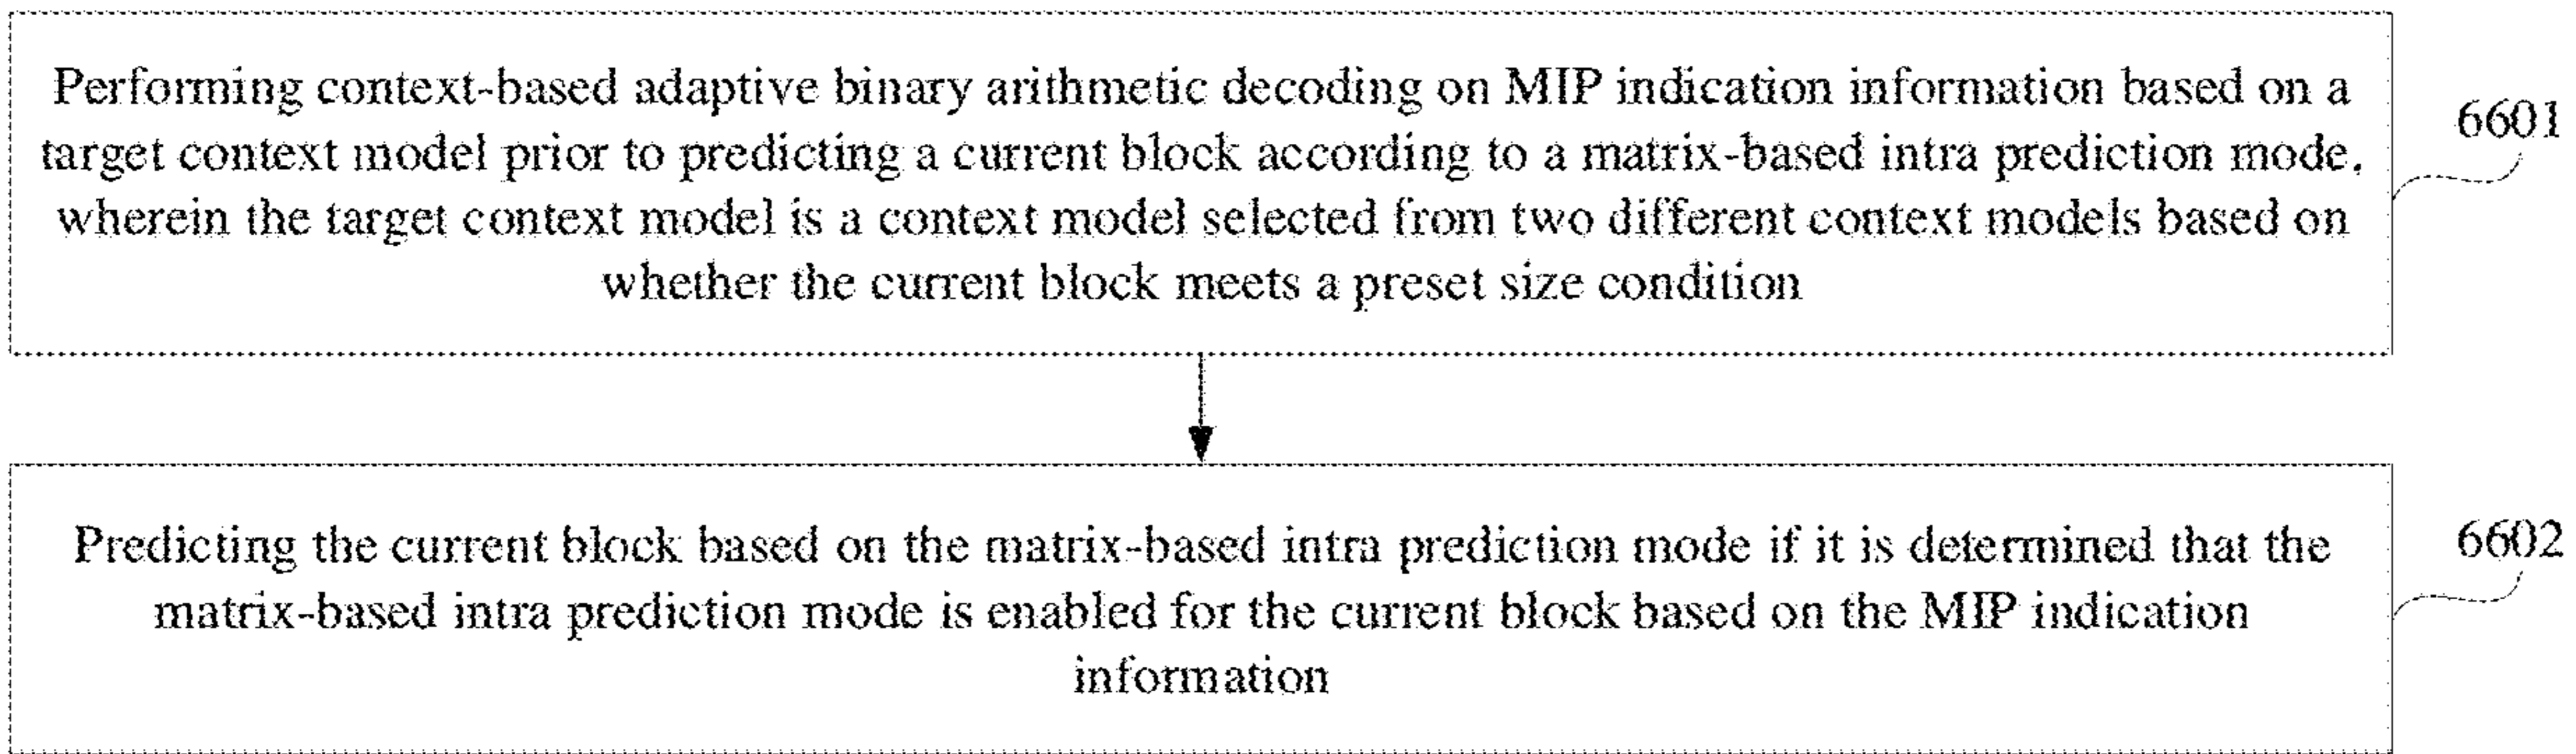 Performing context-based adaptive binary arithmetic decoding on MIP indication information based on a
target context model prior to predicting a current block according to a matrix-based intra prediction mode,
wherein the target context model is a context model selected from two different context models based on
whether the current block meets a preset size condition
6601
Predicting the current block based on the matrix-based intra prediction mode if it is determined that the
matrix-based intra prediction mode is enabled for the current block based on the MIP indication
information
6602